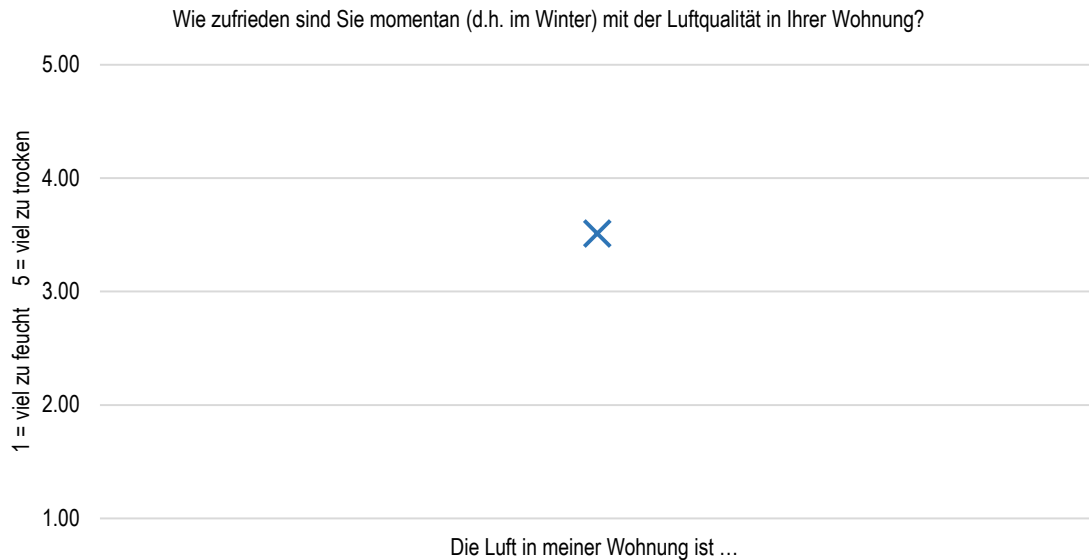 Wie zufrieden sind Sie momentan (d.h. im Winter) mit der Luftqualität in Ihrer Wohnung?
5.00
4.00
3.00
2.00
1.00
1 = viel zu feucht 5 = viel zu trocken
Die Luft in meiner Wohnung ist …